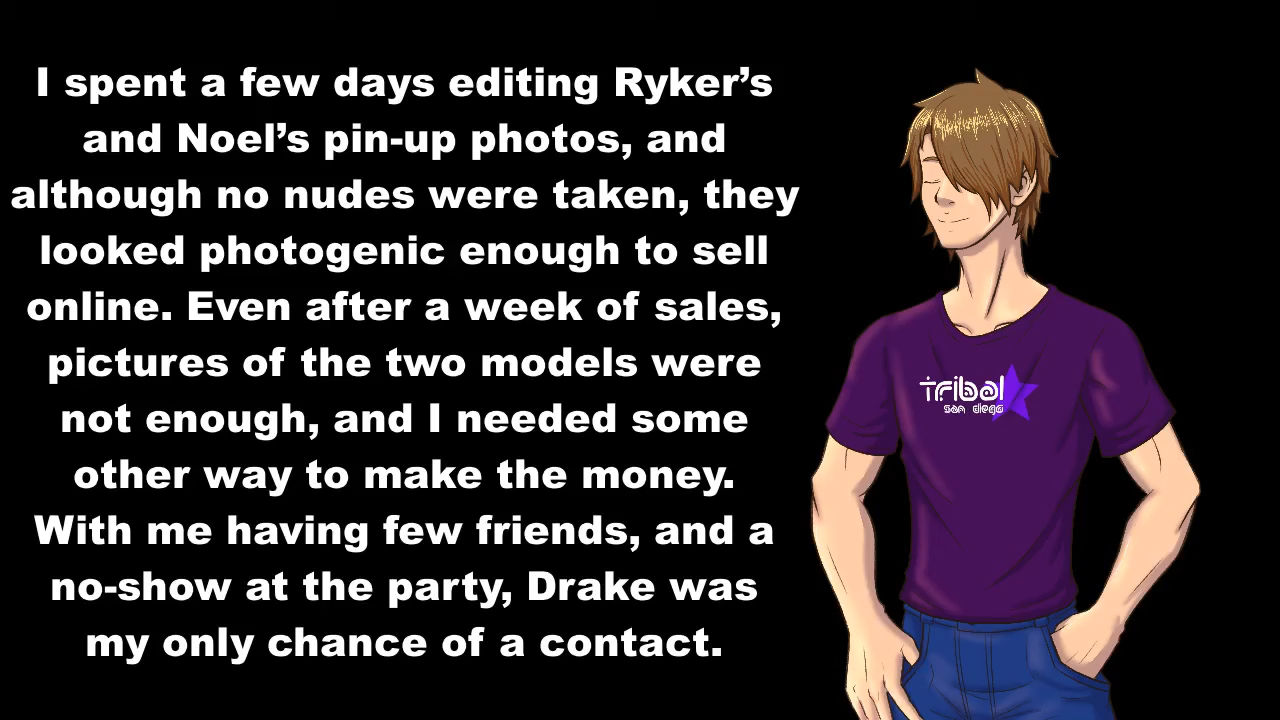 I spent a few days editing Ryker’s
and Noel’s pin-up photos, and
although no nudes were taken, they
looked photogenic enough to sell
online. Even after a week of sales,
pictures of the two models were
not enough, and I needed some
other way to make the money.
With me having few friends, and a
no-show at the party, Drake was
my only chance of a contact.
tribal
san diego